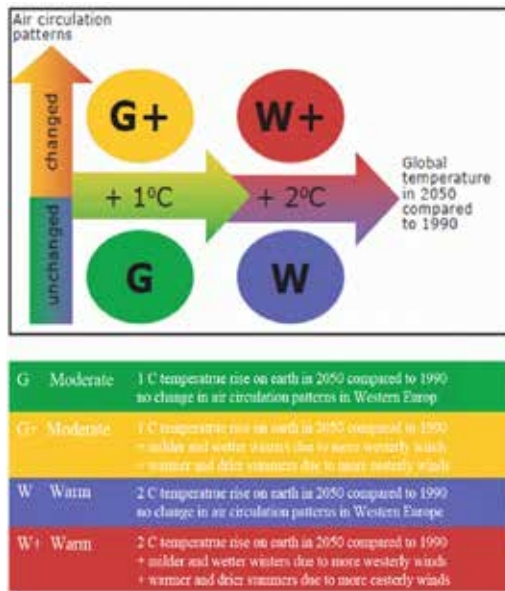 Air circulation
patterns
changed
unchanged
G+
W+
+ 1⁰C
+ 2⁰C
G
W
Global
temperature
in 2050
compared
to 1990
G Moderate 1 C temperatrue rise on earth in 2050 compared to 1990
no change in air circulation patterns in Western Europ
G+ Moderate 1 C temperatrue rise on earth in 2050 compared to 1990
+ milder and wetter winters due to more westerly winds
+ warmer and drier summers due to more easterly winds
W Warm 2 C temperatrue rise on earth in 2050 compared to 1990
no change in air circulation patterns in Western Europe
W+ Warm 2 C temperatrue rise on earth in 2050 compared to 1990
+ milder and wetter winters due to more westerly winds
+ warmer and drier summers due to more easterly winds